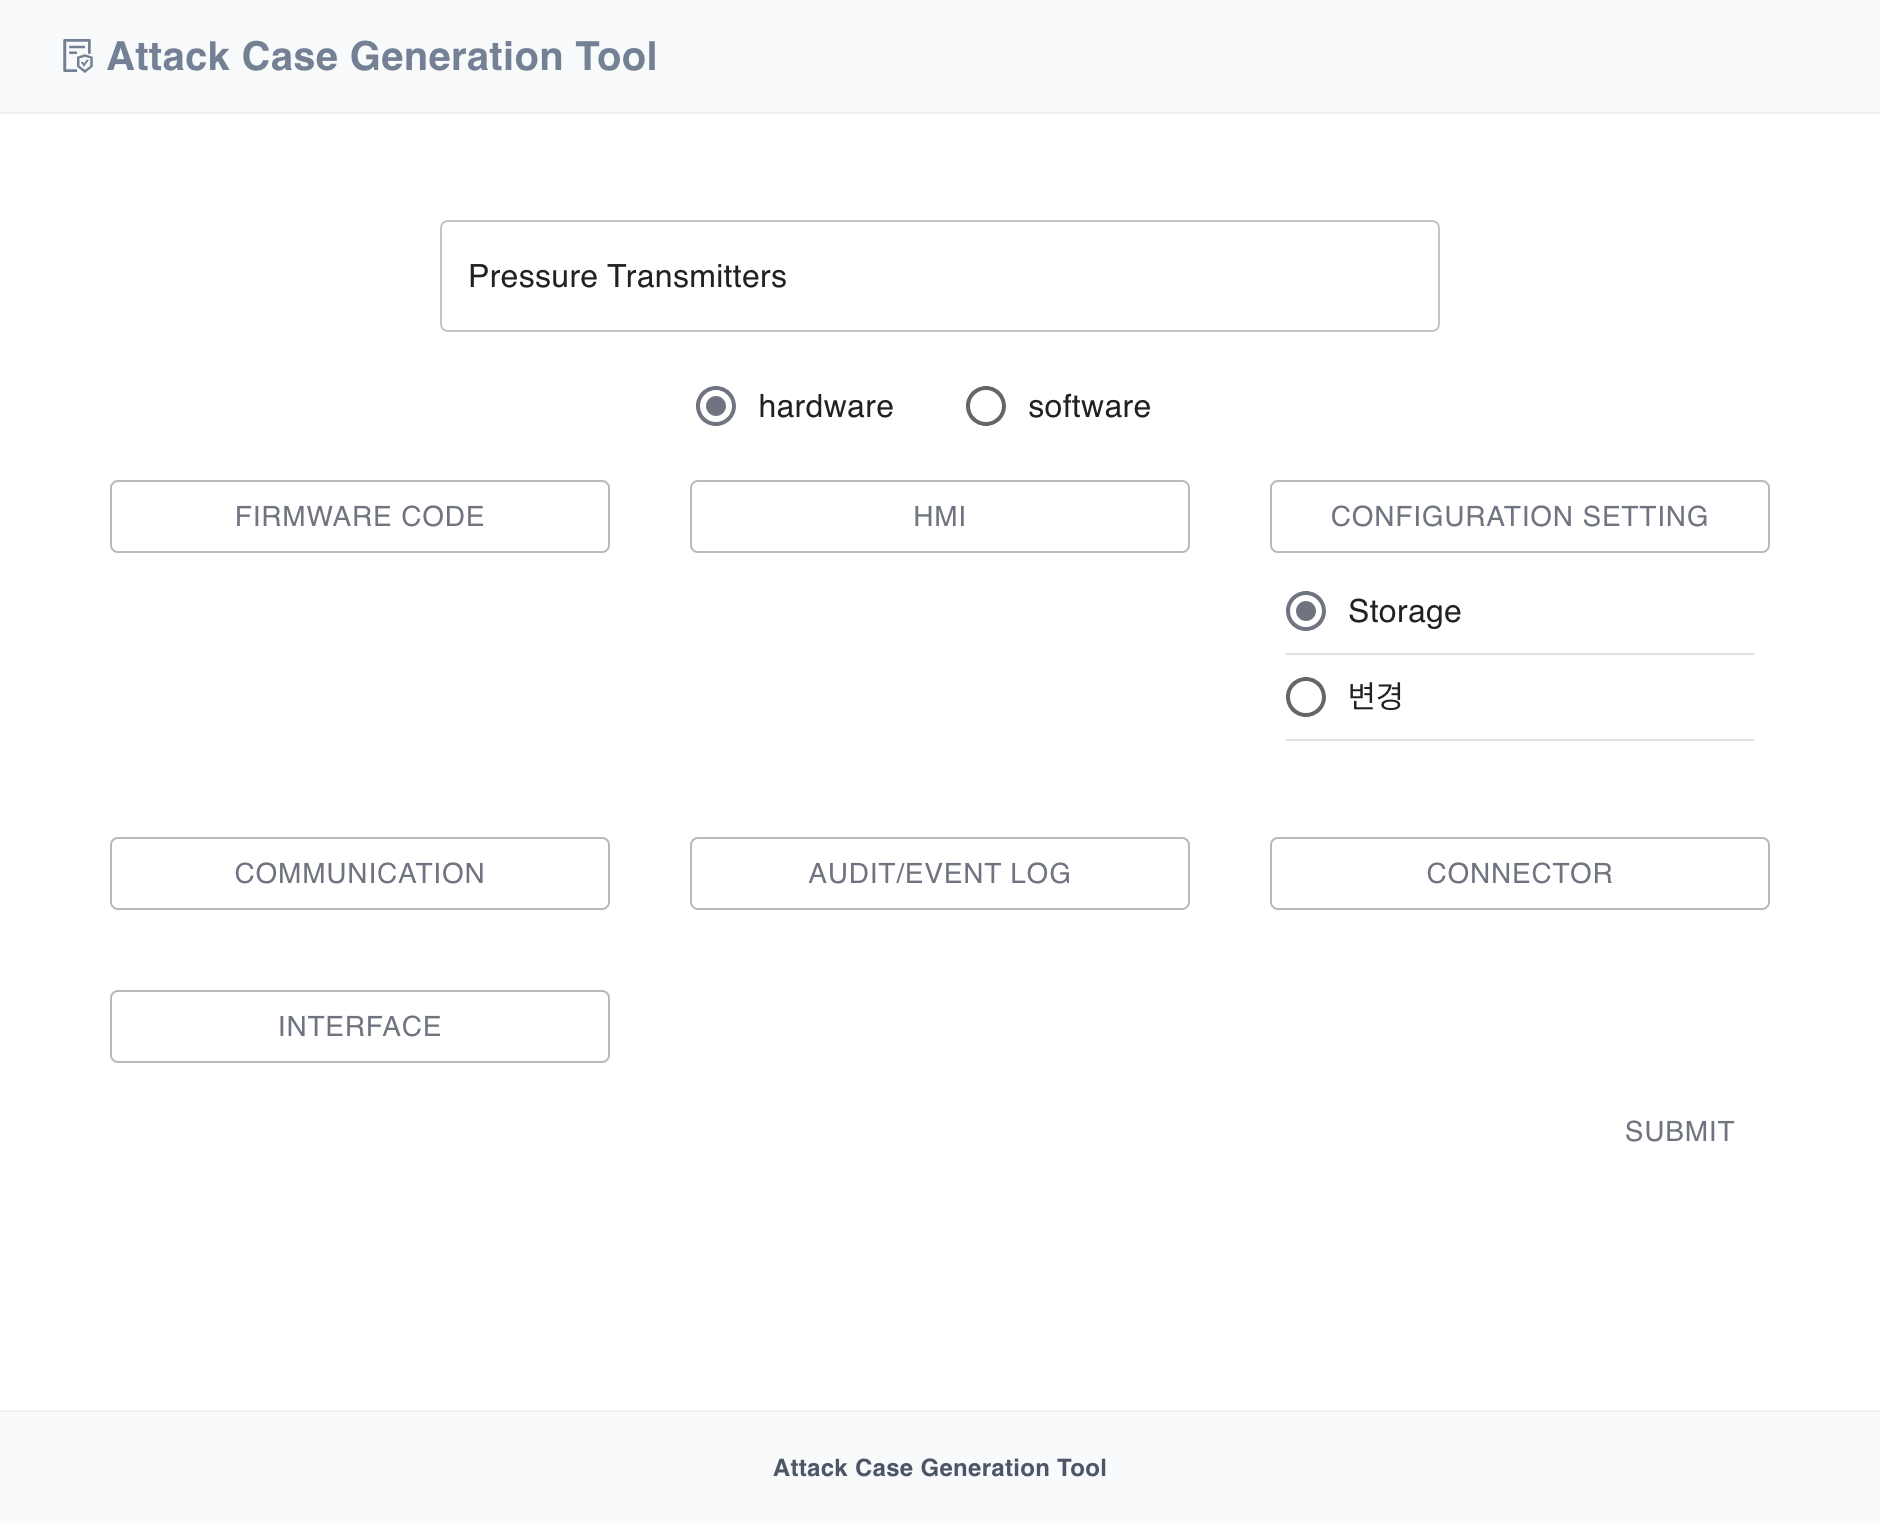 Attack Case Generation Tool
Pressure Transmitters
hardware software
FIRMWARE CODE HMI CONFIGURATION SETTING
Storage
변경
COMMUNICATION AUDIT/EVENT LOG CONNECTOR
INTERFACE
SUBMIT
Attack Case Generation Tool